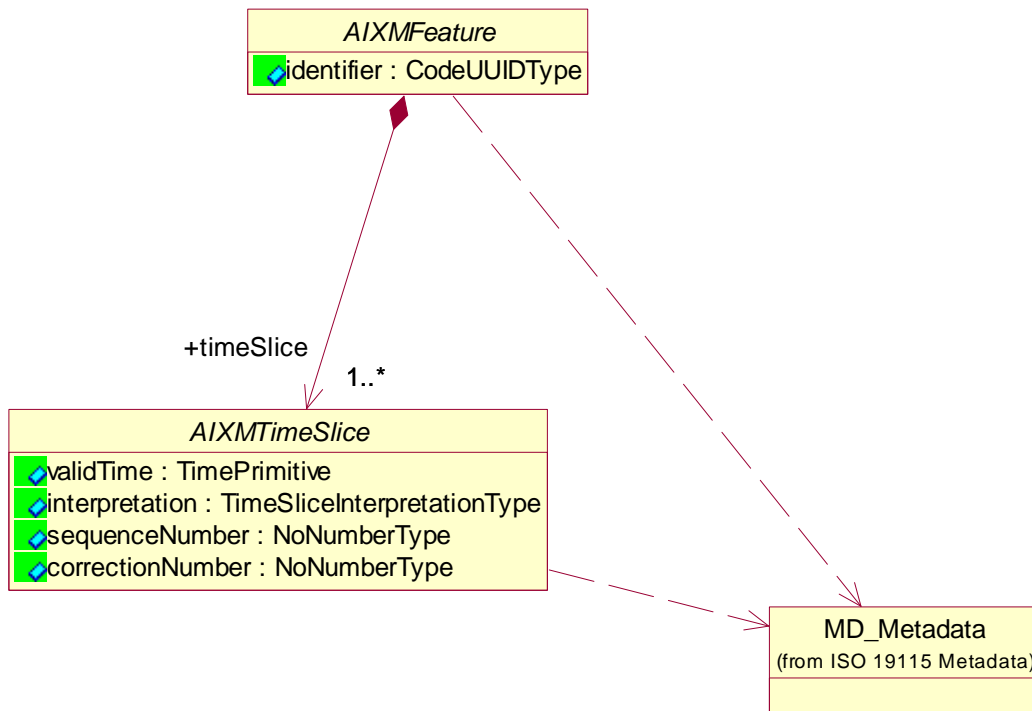 AIXMFeature
identifier : CodeUUIDType
+timeSlice
1..*
AIXMTimeSlice
validTime : TimePrimitive
interpretation : TimeSliceInterpretationType
sequenceNumber : NoNumberType
correctionNumber : NoNumberType
MD_Metadata
(from ISO 19115 Metadata)